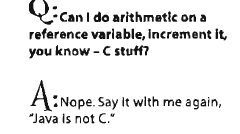 Q: Can I do arithmetic on a
reference variable, increment it,
you know – C stuff?
A: Nope. Say it with me again,
"Java is not C."